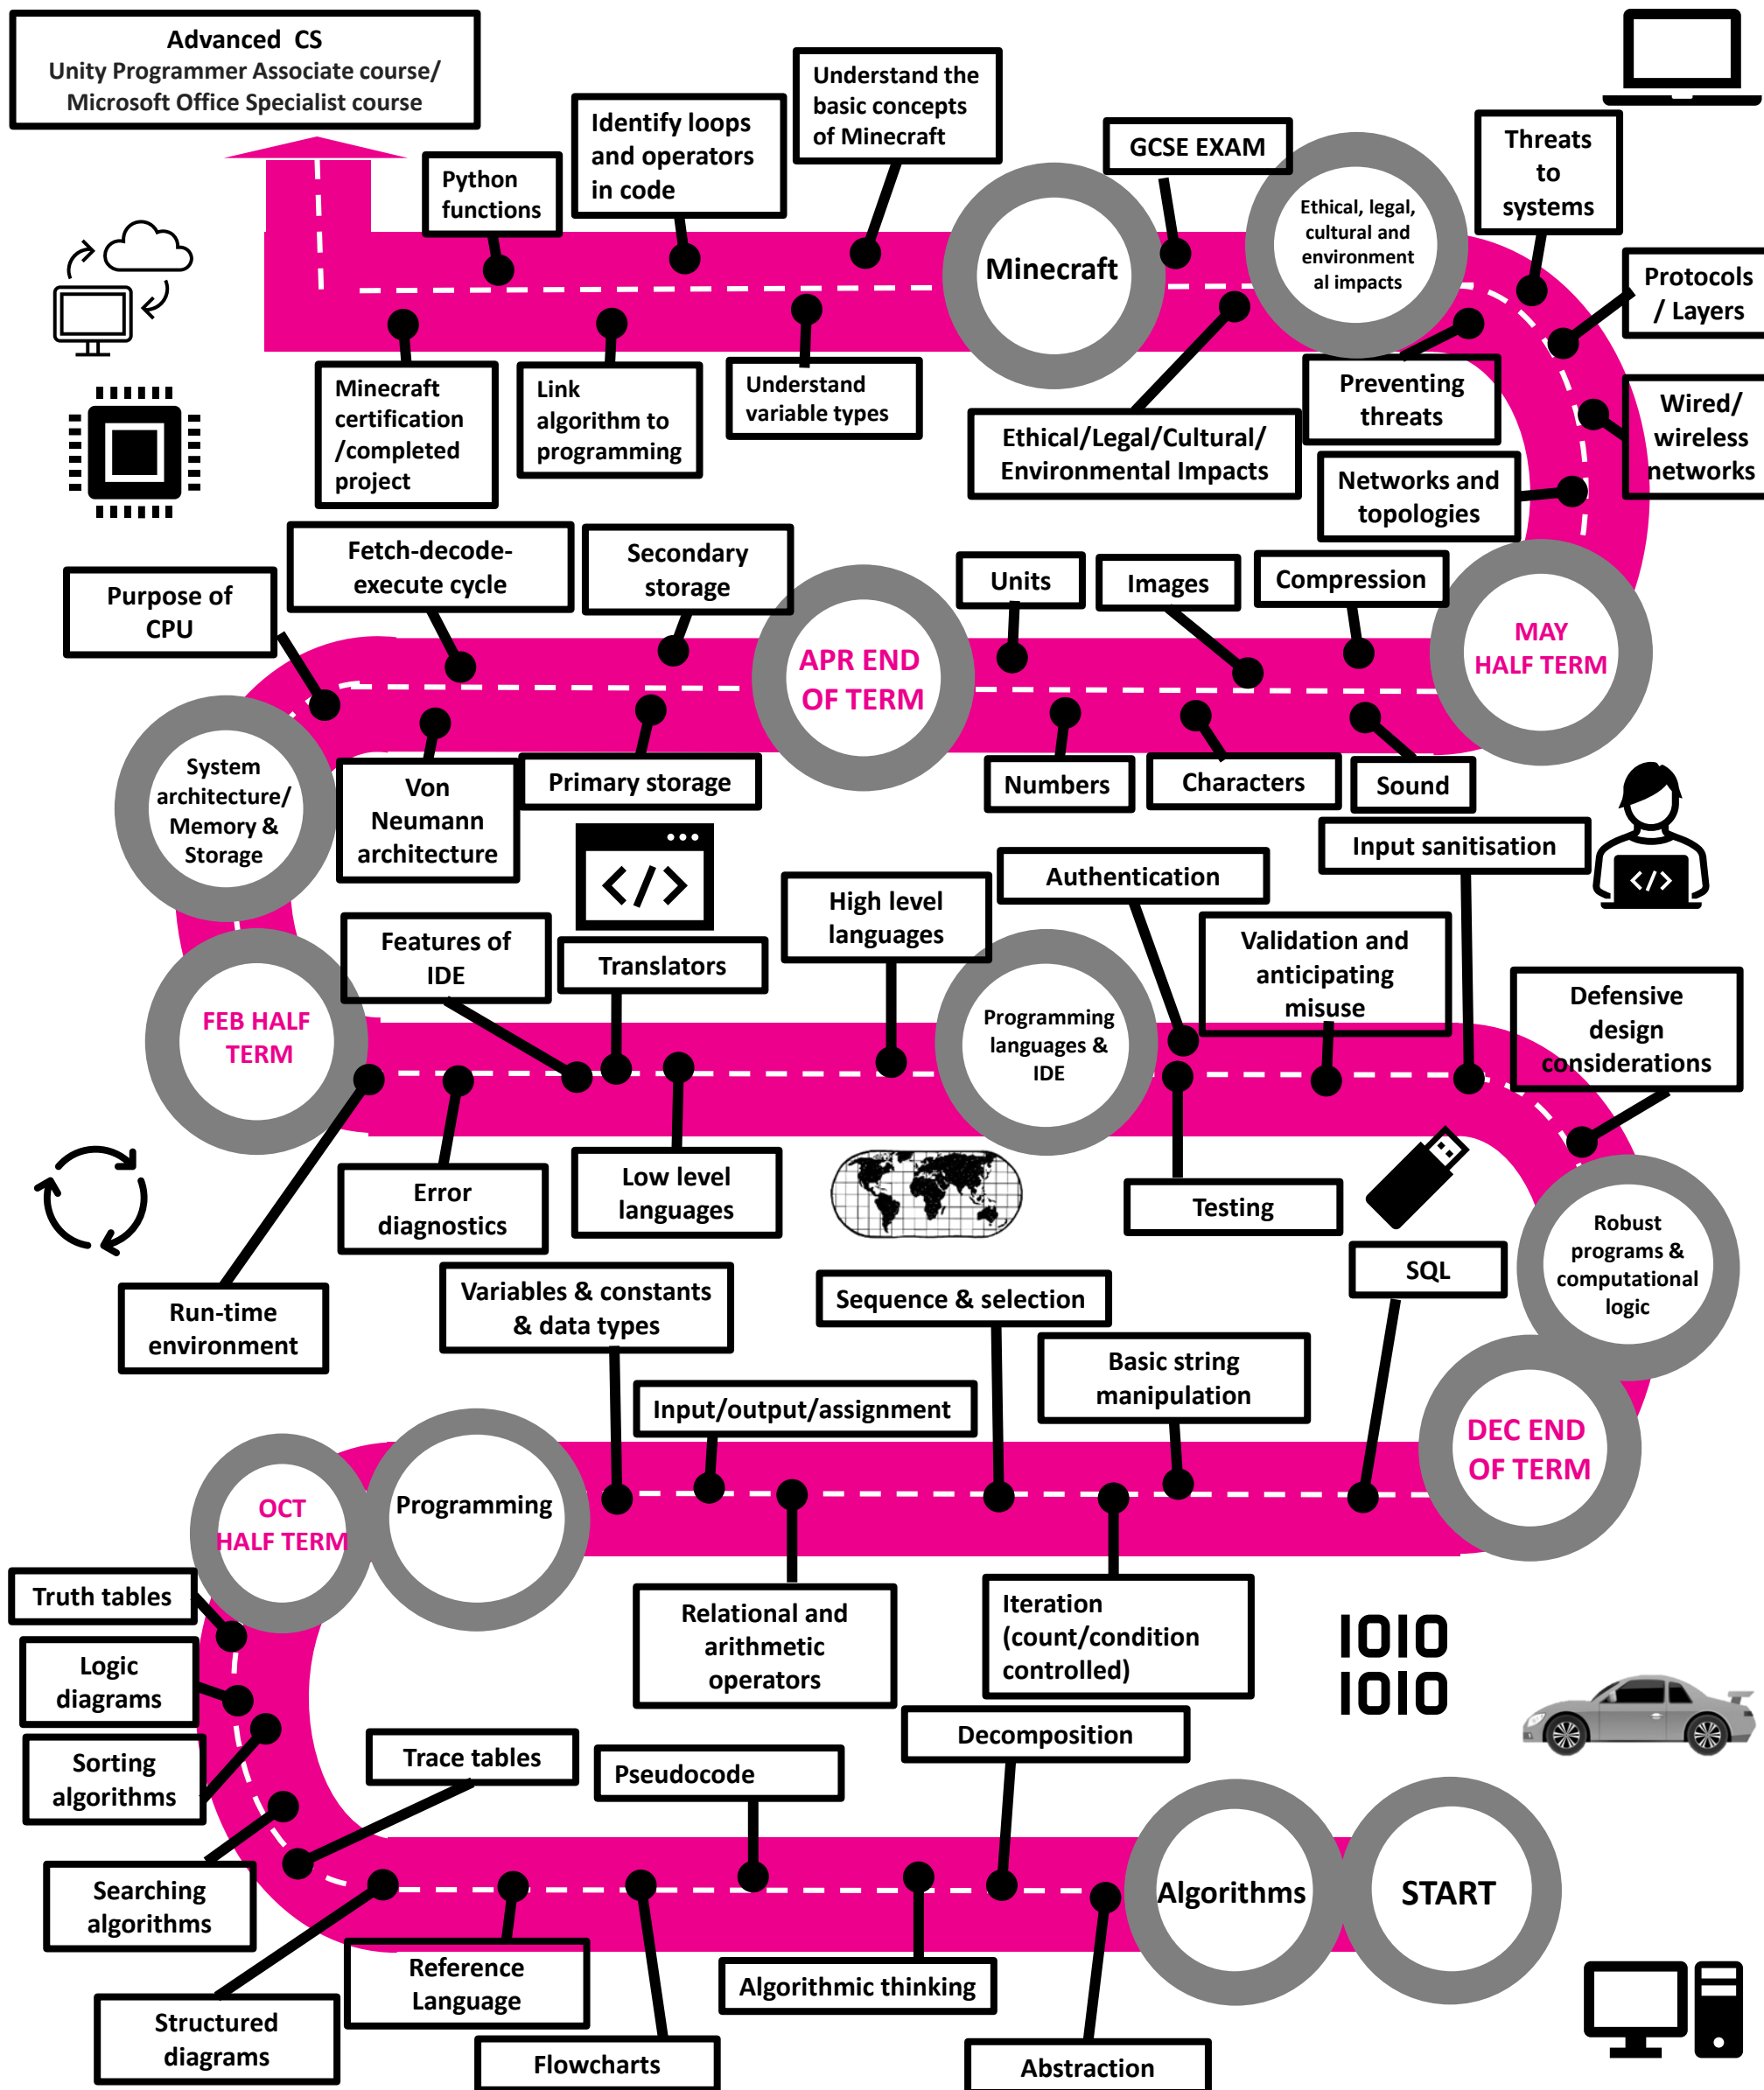 Advanced CS
Unity Programmer Associate course/
Microsoft Office Specialist course
Understand the
basic concepts
of Minecraft
Identify loops
and operators
in code
Python
functions
GCSE EXAM
Threats
to
systems
Minecraft
Ethical, legal,
cultural and
environment
al impacts
Protocols
/ Layers
Minecraft
certification
/completed
project
Link
algorithm to
programming
Understand
variable types
Ethical/Legal/Cultural/
Environmental Impacts
Preventing
threats
Wired/
wireless
networks
Networks and
topologies
Purpose of
CPU
Fetch-decode-
execute cycle
Secondary
storage
Units
Images
Compression
APR END
OF TERM
MAY
HALF TERM
System
architecture/
Memory &
Storage
Von
Neumann
architecture
Primary storage
Numbers
Characters
Sound
</>
Input sanitisation
</>
Authentication
High level
languages
Features of
IDE
Translators
Validation and
anticipating
misuse
Defensive
design
considerations
FEB HALF
TERM
Programming
languages &
IDE
Error
diagnostics
Low level
languages
Testing
Robust
programs &
computational
logic
Run-time
environment
Variables & constants
& data types
Sequence & selection
SQL
Input/output/assignment
Basic string
manipulation
DEC END
OF TERM
OCT
HALF TERM
Programming
Truth tables
Logic
diagrams
Relational and
arithmetic
operators
Iteration
(count/condition
controlled)
1010
1010
Sorting
algorithms
Trace tables
Pseudocode
Decomposition
Searching
algorithms
Algorithms
START
Structured
diagrams
Reference
Language
Flowcharts
Algorithmic thinking
Abstraction